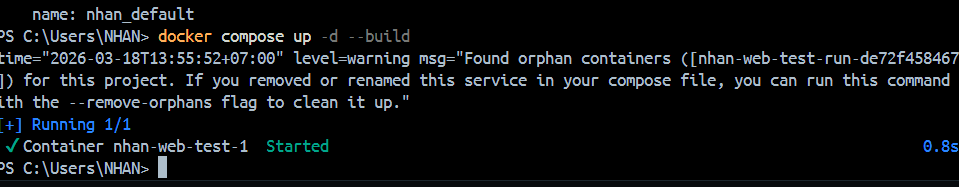 name: nhan_default
PS C:\Users\NHAN> docker compose up -d --build
time="2026-03-18T13:55:52+07:00" level=warning msg="Found orphan containers ([nhan-web-test-run-de72f458467
]) for this project. If you removed or renamed this service in your compose file, you can run this command
ith the --remove-orphans flag to clean it up."
[+] Running 1/1
✔Container nhan-web-test-1 Started 0.8s
PS C:\Users\NHAN>